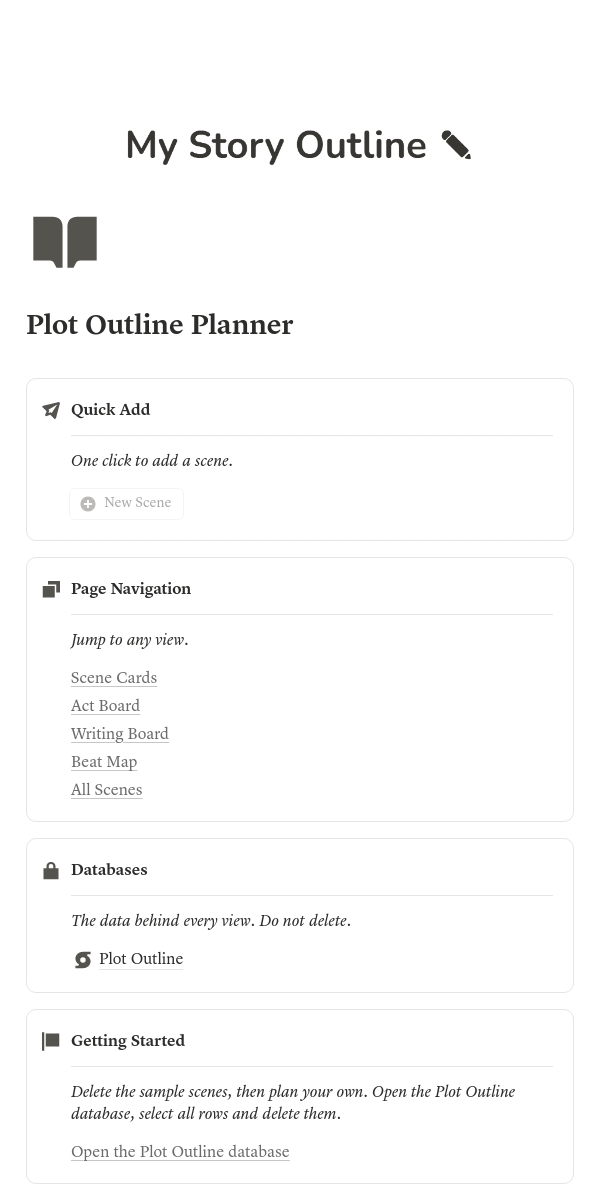 My Story Outline
Plot Outline Planner
Quick Add
One click to add a scene.
New Scene
Page Navigation
Jump to any view.
Scene Cards
Act Board
Writing Board
Beat Map
All Scenes
Databases
The data behind every view. Do not delete.
Plot Outline
Getting Started
Delete the sample scenes, then plan your own. Open the Plot Outline
database, select all rows and delete them.
Open the Plot Outline database